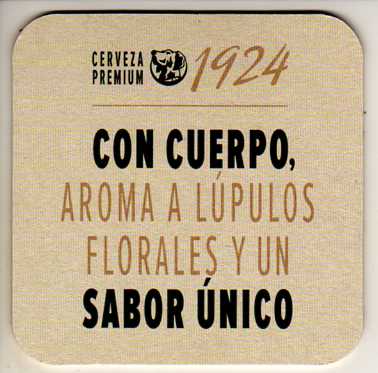 CERVEZA PREMIUM 1924
CON CUERPO,
AROMA A LÚPULOS
FLORALES Y UN
SABOR ÚNICO